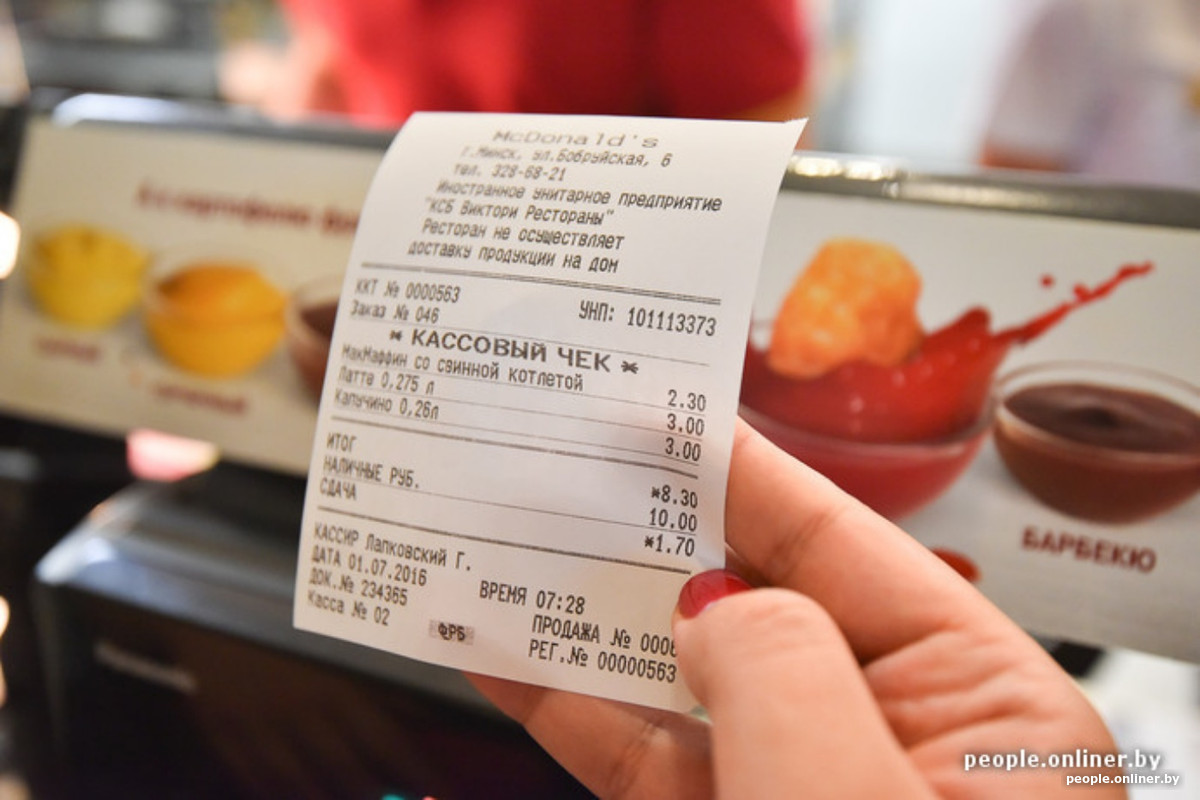 McDonald's
г.Минск, ул.Бобруйская, 6
тел. 328-68-21
Иностранное унитарное предприятие
"КСБ Виктори Рестораны"
Ресторан не осуществляет
доставку продукции на дом
ККТ № 0000563 УНП: 101113373
Заказ № 046
* КАССОВЫЙ ЧЕК *
МакМаффин со свинной котлетой 2.30
Латте 0,275 л 3.00
Капучино 0,26л 3.00
ИТОГ *8.30
НАЛИЧНЫЕ РУБ. 10.00
СДАЧА *1.70
КАССИР Лапковский Г.
ДАТА 01.07.2016 ВРЕМЯ 07:28
ДОК.№ 234365 ПРОДАЖА № 000
Касса № 02 РЕГ.№ 00000563
ФРБ
БАРБЕКЮ
people.onliner.by
people.onliner.by